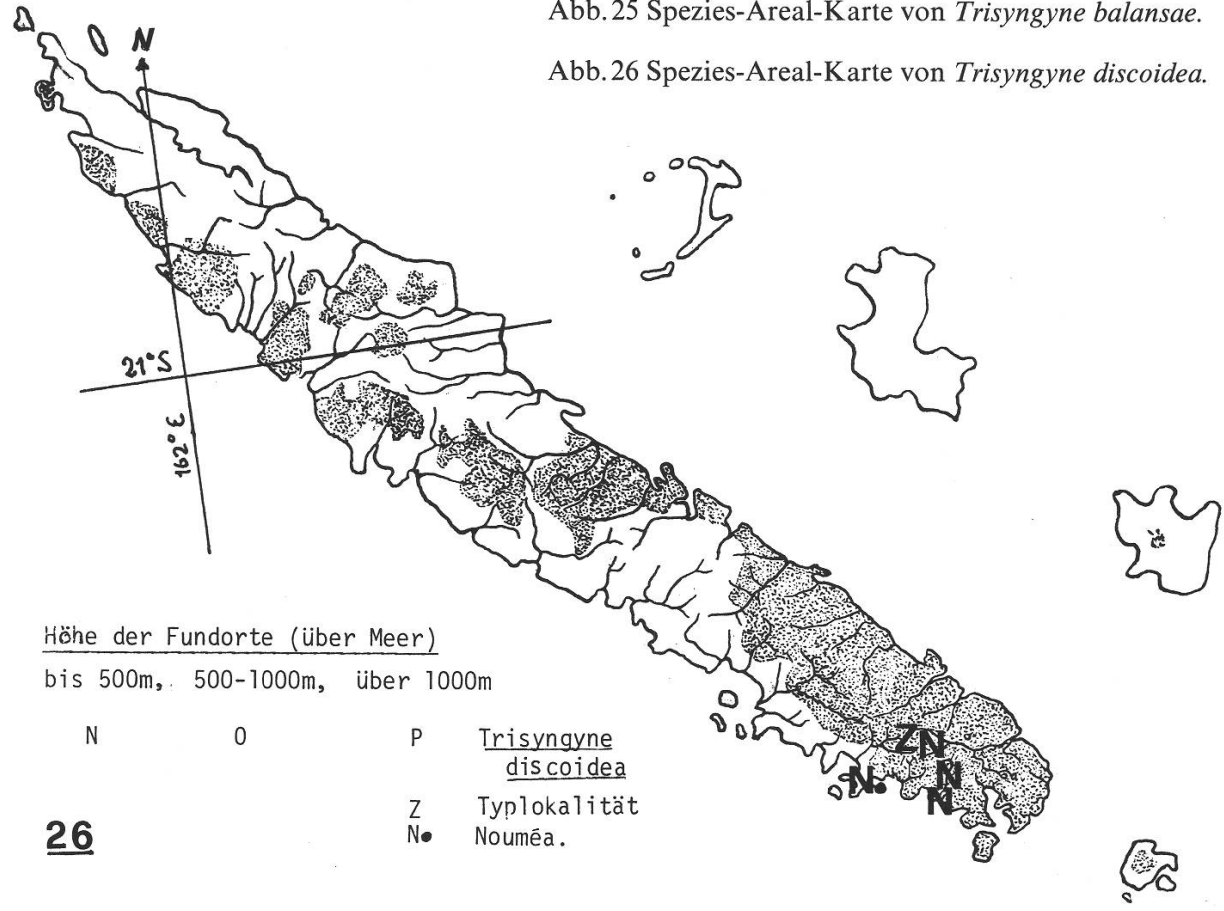 Abb. 25 Spezies-Areal-Karte von Trisyngyne balansae.
Abb. 26 Spezies-Areal-Karte von Trisyngyne discoidea.
N
21°S
162° E
Höhe der Fundorte (über Meer)
bis 500m, 500-1000m, über 1000m
N O P Trisyngyne
discoidea
Z Typlokalität
N• Nouméa.
26
Z N
N
N
N•